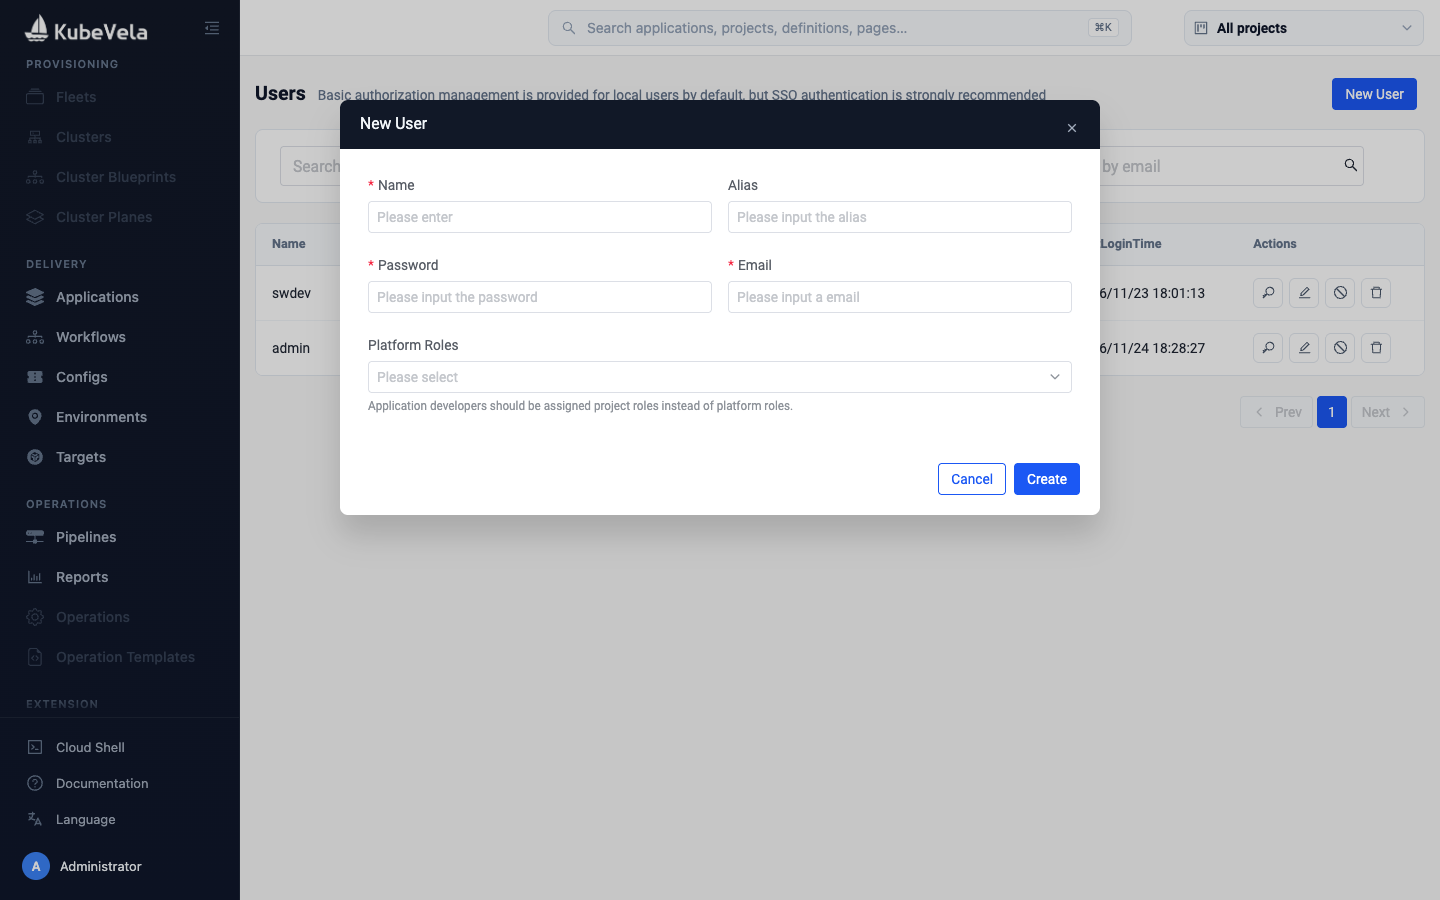 KubeVela
Search applications, projects, definitions, pages...
⌘K
All projects
PROVISIONING
Fleets
Clusters
Cluster Blueprints
Cluster Planes
DELIVERY
Applications
Workflows
Configs
Environments
Targets
OPERATIONS
Pipelines
Reports
Operations
Operation Templates
EXTENSION
Cloud Shell
Documentation
Language
A Administrator
Users Basic authorization management is provided for local users by default, but SSO authentication is strongly recommended
New User
Search
by email
Name
LoginTime
Actions
swdev
6/11/23 18:01:13
admin
6/11/24 18:28:27
Prev
1
Next
New User
* Name
Please enter
Alias
Please input the alias
* Password
Please input the password
* Email
Please input a email
Platform Roles
Please select
Application developers should be assigned project roles instead of platform roles.
Cancel
Create